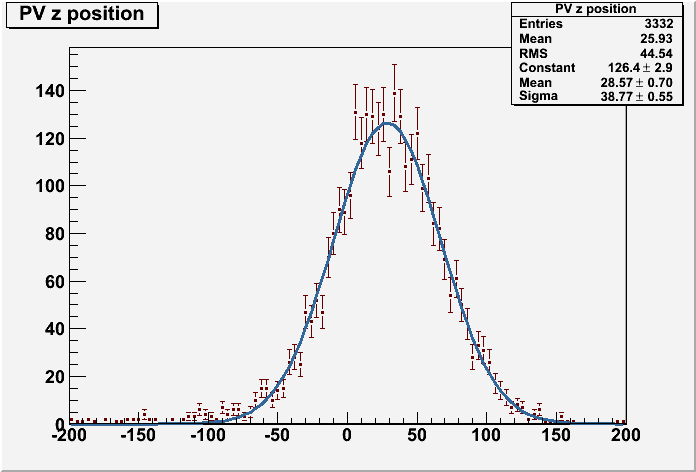 PV z position
PV z position
Entries 3332
Mean 25.93
RMS 44.54
Constant 126.4 ± 2.9
Mean 28.57 ± 0.70
Sigma 38.77 ± 0.55
140
120
100
80
60
40
20
0
-200 -150 -100 -50 0 50 100 150 200